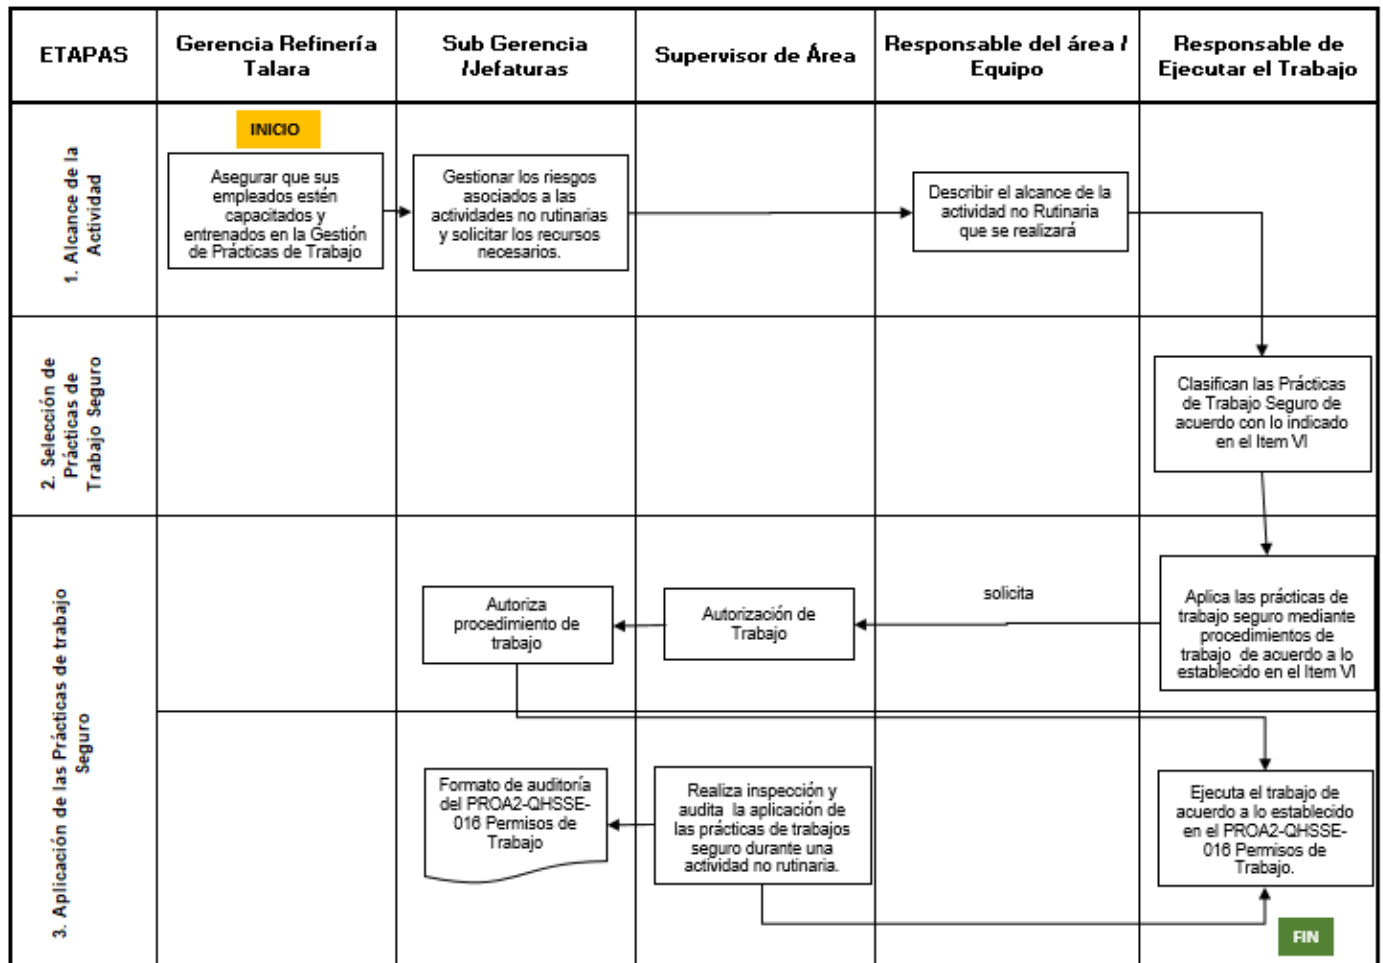 ETAPAS
Gerencia Refinería
Talara
Sub Gerencia
/Jefaturas
Supervisor de Área
Responsable del área /
Equipo
Responsable de
Ejecutar el Trabajo
1. Alcance de la
Actividad
INICIO
Asegurar que sus
empleados estén
capacitados y
entrenados en la Gestión
de Prácticas de Trabajo
Gestionar los riesgos
asociados a las
actividades no rutinarias
y solicitar los recursos
necesarios.
Describir el alcance de la
actividad no Rutinaria
que se realizará
2. Selección de
Prácticas de
Trabajo Seguro
Clasifican las Prácticas
de Trabajo Seguro de
acuerdo con lo indicado
en el Item VI
3. Aplicación de las Prácticas de trabajo
Seguro
Autoriza
procedimiento de
trabajo
Autorización de
Trabajo
solicita
Aplica las prácticas de
trabajo seguro mediante
procedimientos de
trabajo de acuerdo a lo
establecido en el Item VI
Formato de auditoría
del PROA2-QHSSE-
016 Permisos de
Trabajo
Realiza inspección y
audita la aplicación de
las prácticas de trabajos
seguro durante una
actividad no rutinaria.
Ejecuta el trabajo de
acuerdo a lo establecido
en el PROA2-QHSSE-
016 Permisos de
Trabajo.
FIN